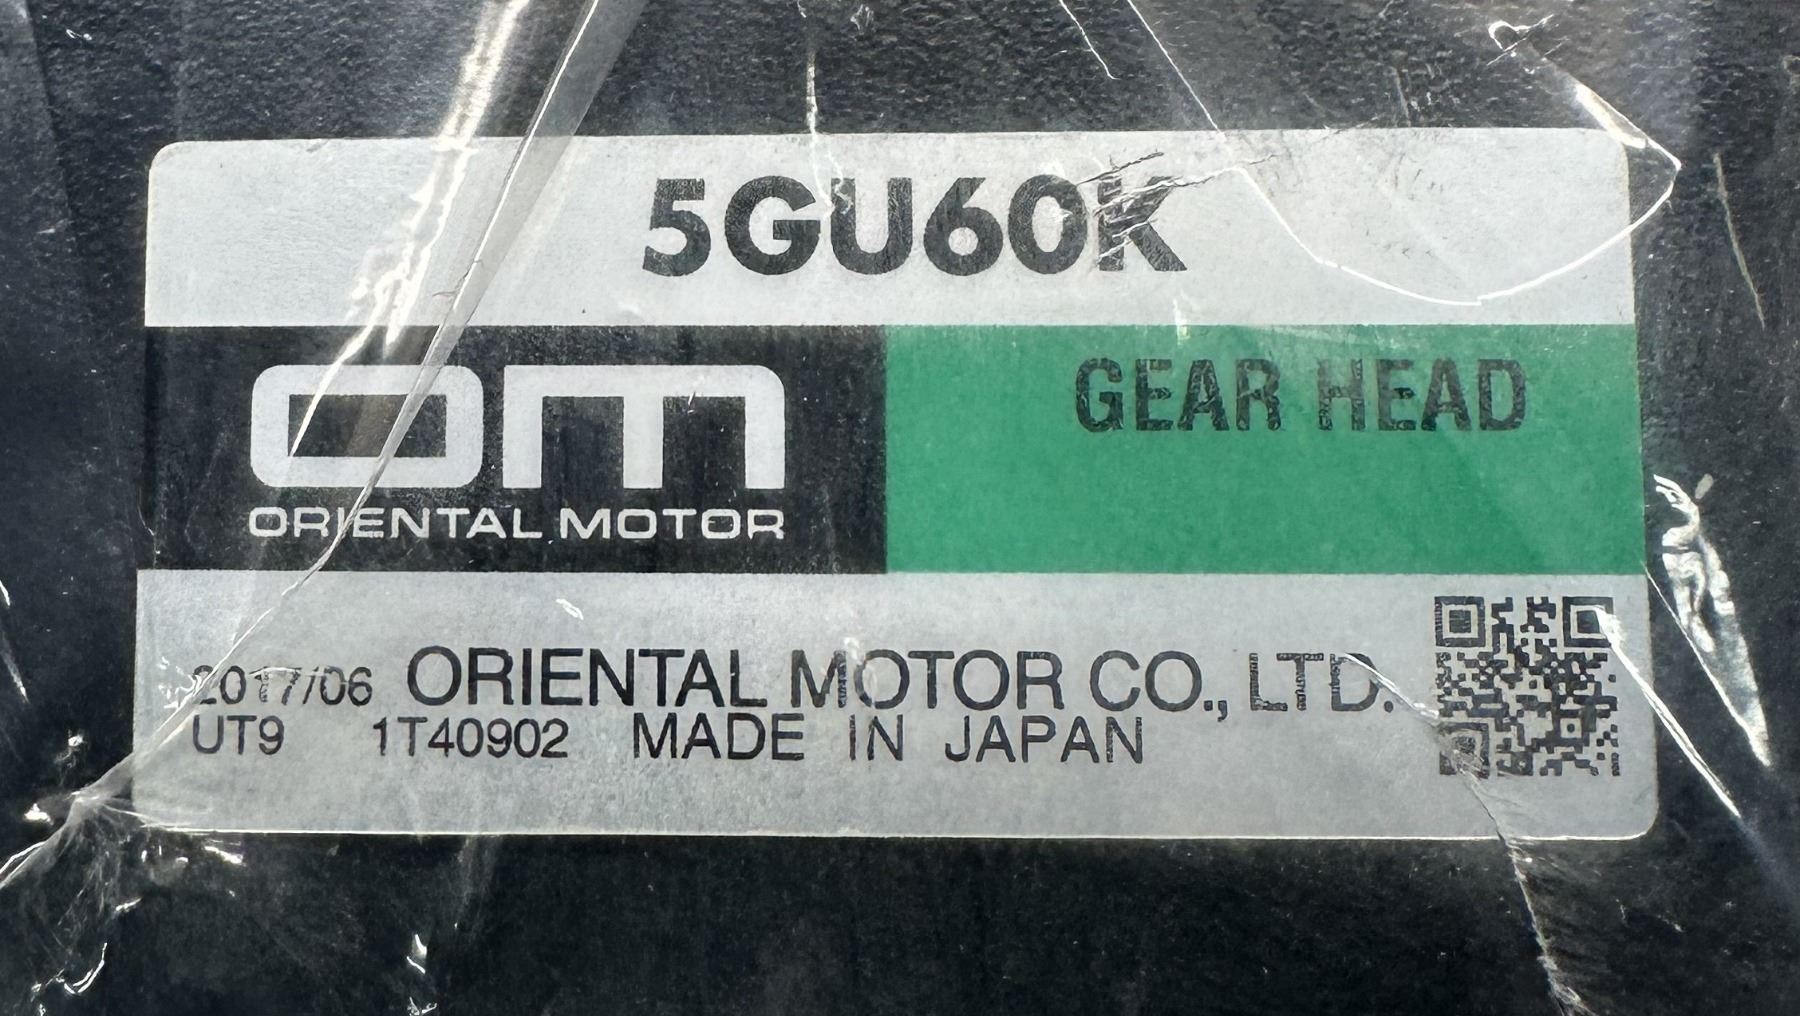 5GU60K
om
ORIENTAL MOTOR
GEAR HEAD
2017/06 ORIENTAL MOTOR CO., LTD.
UT9 1T40902 MADE IN JAPAN